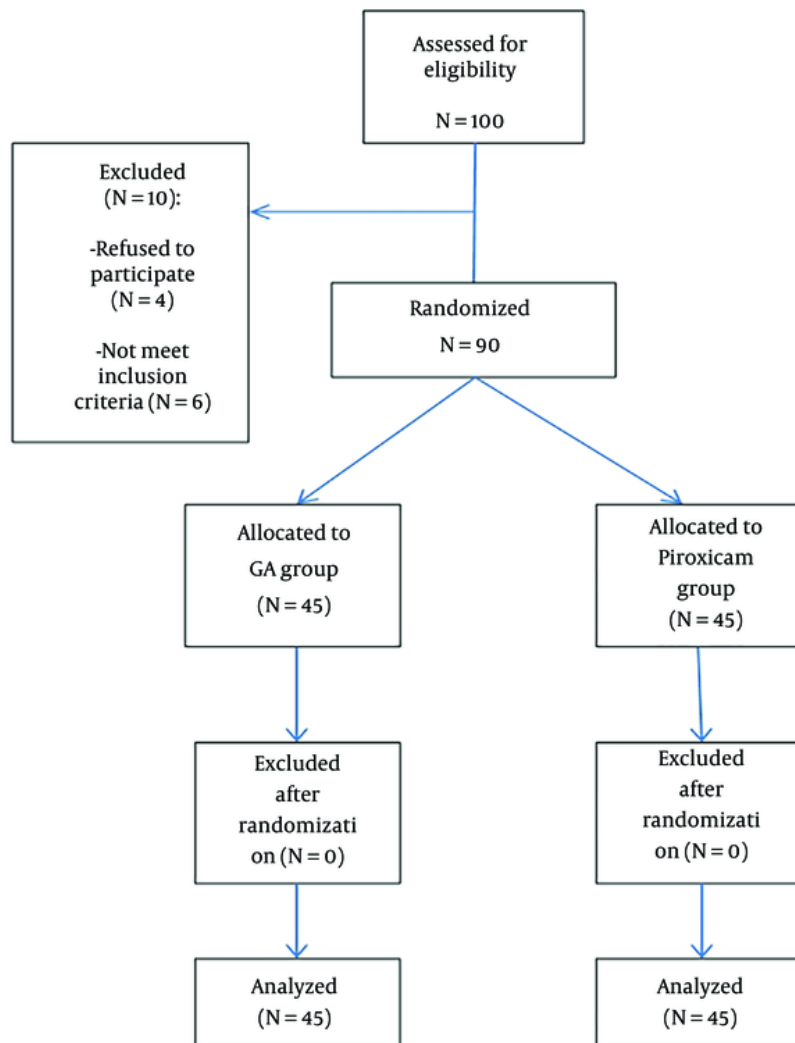 Assessed for
eligibility
N = 100
Excluded
(N = 10):
-Refused to
participate
(N = 4)
-Not meet
inclusion
criteria (N = 6)
Randomized
N = 90
Allocated to
GA group
(N = 45)
Allocated to
Piroxicam
group
(N = 45)
Excluded
after
randomizati
on (N = 0)
Excluded
after
randomizati
on (N = 0)
Analyzed
(N = 45)
Analyzed
(N = 45)